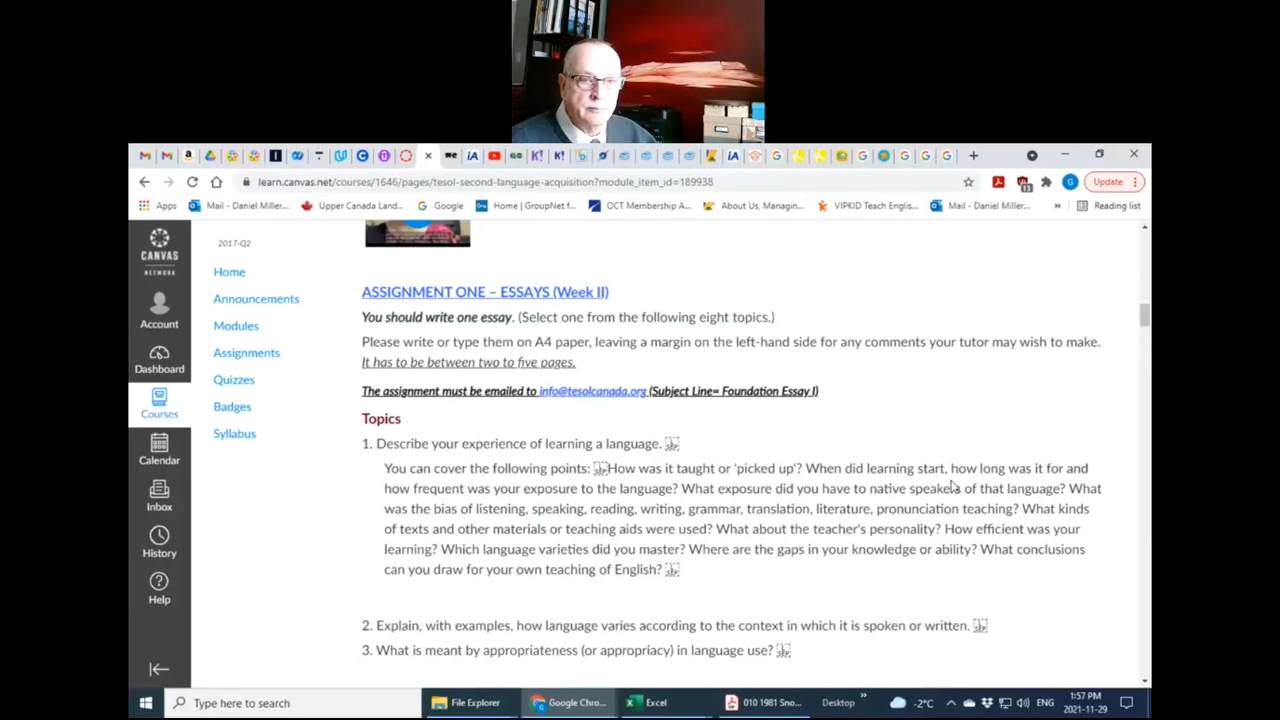 learn.canvas.net/courses/1646/pages/tesol-second-language-acquisition?module_item_id=189938
Update
Apps
Mail - Daniel Miller...
Upper Canada Land...
Google
Home | GroupNet f...
OCT Membership A...
About Us, Managin...
VIPKID Teach Englis...
Mail - Daniel Miller...
»
Reading list
CANVAS
NETWORK
Account
Dashboard
Courses
Calendar
Inbox
History
Help
2017-Q2
Home
Announcements
Modules
Assignments
Quizzes
Badges
Syllabus
ASSIGNMENT ONE – ESSAYS (Week II)
You should write one essay. (Select one from the following eight topics.)
Please write or type them on A4 paper, leaving a margin on the left-hand side for any comments your tutor may wish to make.
It has to be between two to five pages.
The assignment must be emailed to info@tesolcanada.org (Subject Line= Foundation Essay I)
Topics
1. Describe your experience of learning a language.
You can cover the following points: How was it taught or 'picked up'? When did learning start, how long was it for and
how frequent was your exposure to the language? What exposure did you have to native speakers of that language? What
was the bias of listening, speaking, reading, writing, grammar, translation, literature, pronunciation teaching? What kinds
of texts and other materials or teaching aids were used? What about the teacher's personality? How efficient was your
learning? Which language varieties did you master? Where are the gaps in your knowledge or ability? What conclusions
can you draw for your own teaching of English?
2. Explain, with examples, how language varies according to the context in which it is spoken or written.
3. What is meant by appropriateness (or appropriacy) in language use?
Type here to search
File Explorer
Google Chro...
Excel
010 1981 Sno...
Desktop
»
-2°C
ENG
1:57 PM
2021-11-29